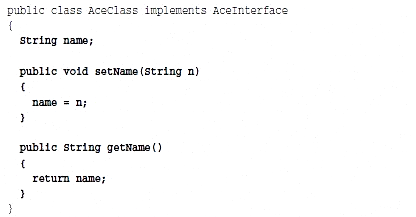 public class AceClass implements AceInterface
{
  String name;

  public void setName(String n)
  {
    name = n;
  }

  public String getName()
  {
    return name;
  }
}